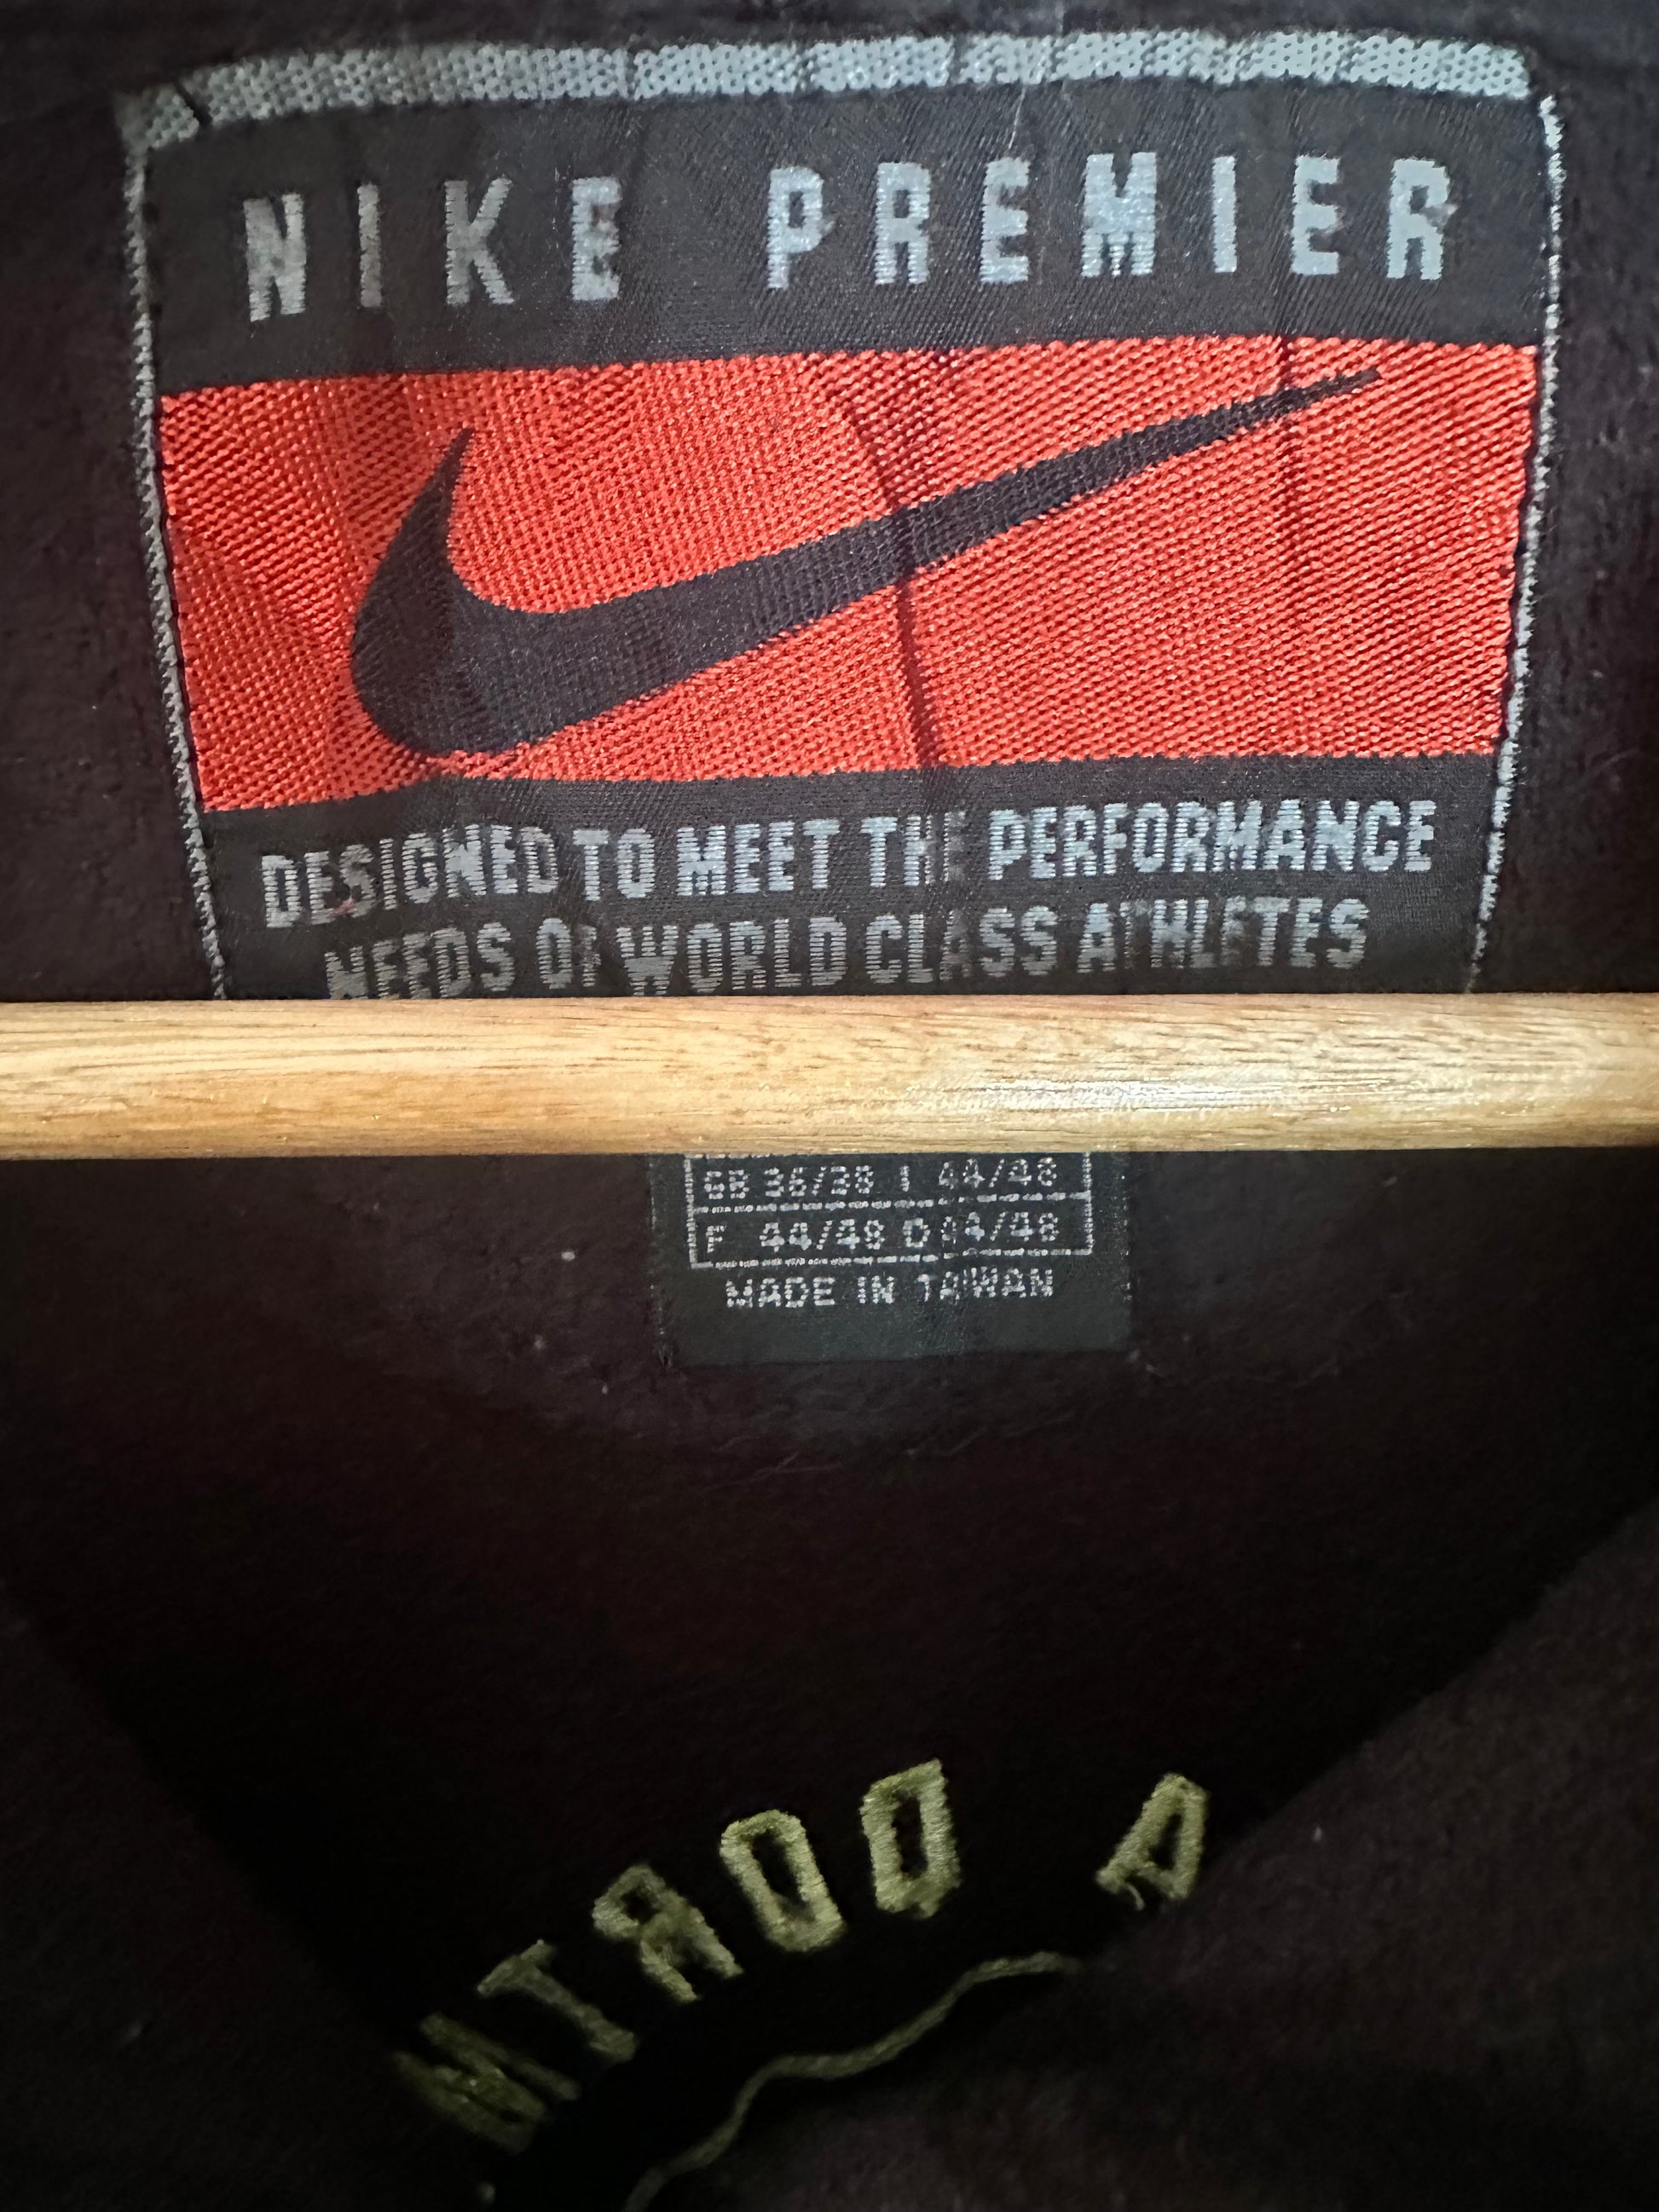 NIKE PREMIER
DESIGNED TO MEET THE PERFORMANCE
NEEDS OF WORLD CLASS ATHLETES
GB 36/38 I 44/48
F 44/48 D 44/48
MADE IN TAIWAN
A DORTM